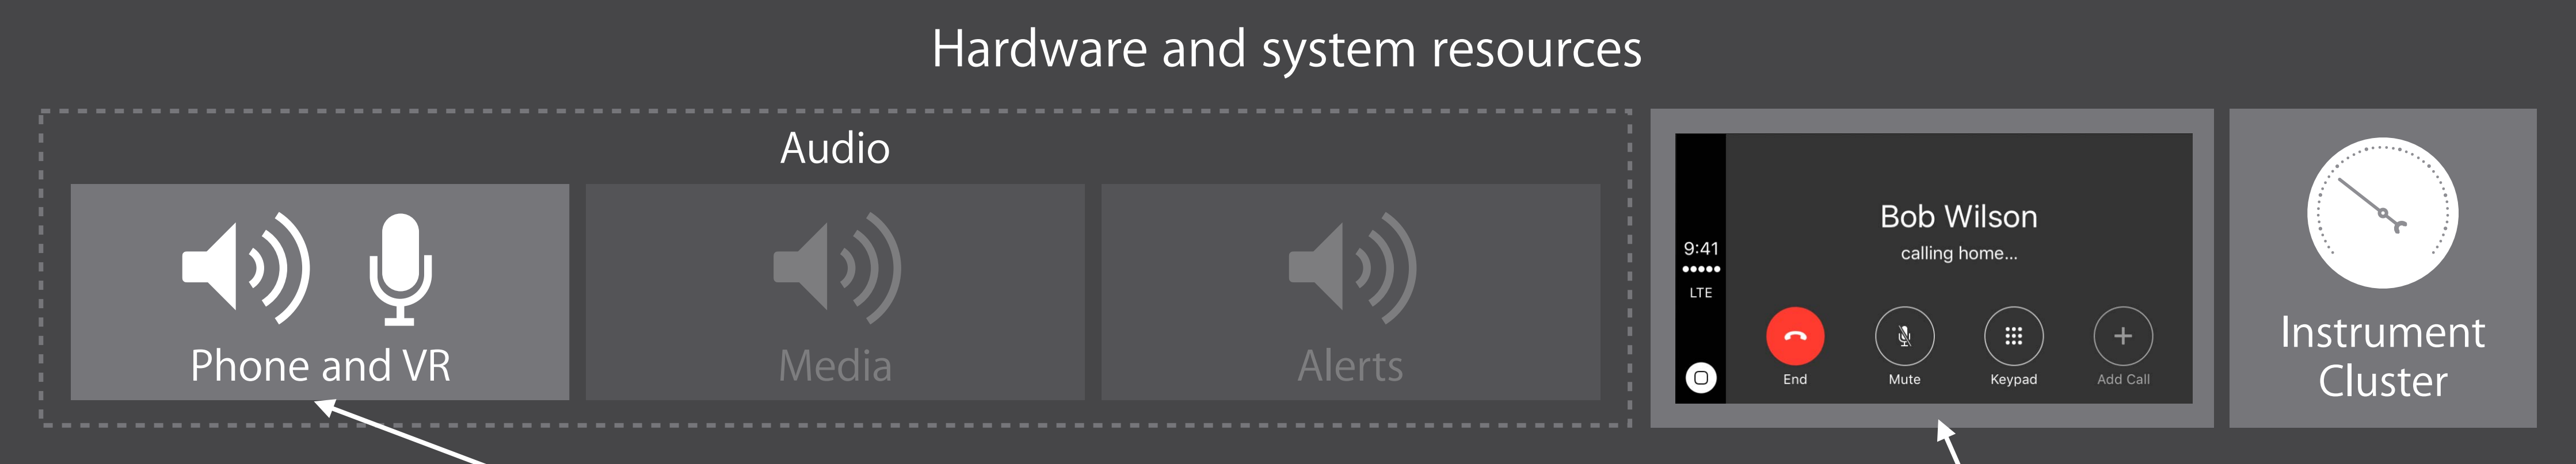 Hardware and system resources
Audio
Phone and VR
Media
Alerts
9:41
LTE
Bob Wilson
calling home...
End
Mute
Keypad
Add Call
Instrument
Cluster